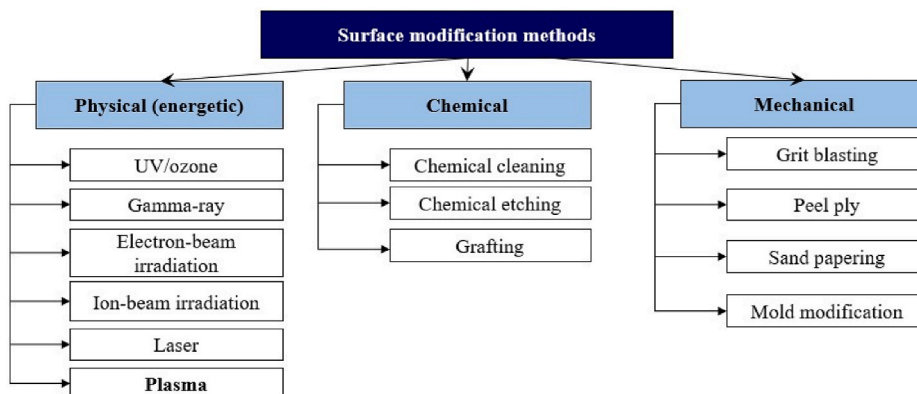 Surface modification methods
Physical (energetic)
UV/ozone
Gamma-ray
Electron-beam
irradiation
Ion-beam irradiation
Laser
Plasma
Chemical
Chemical cleaning
Chemical etching
Grafting
Mechanical
Grit blasting
Peel ply
Sand papering
Mold modification